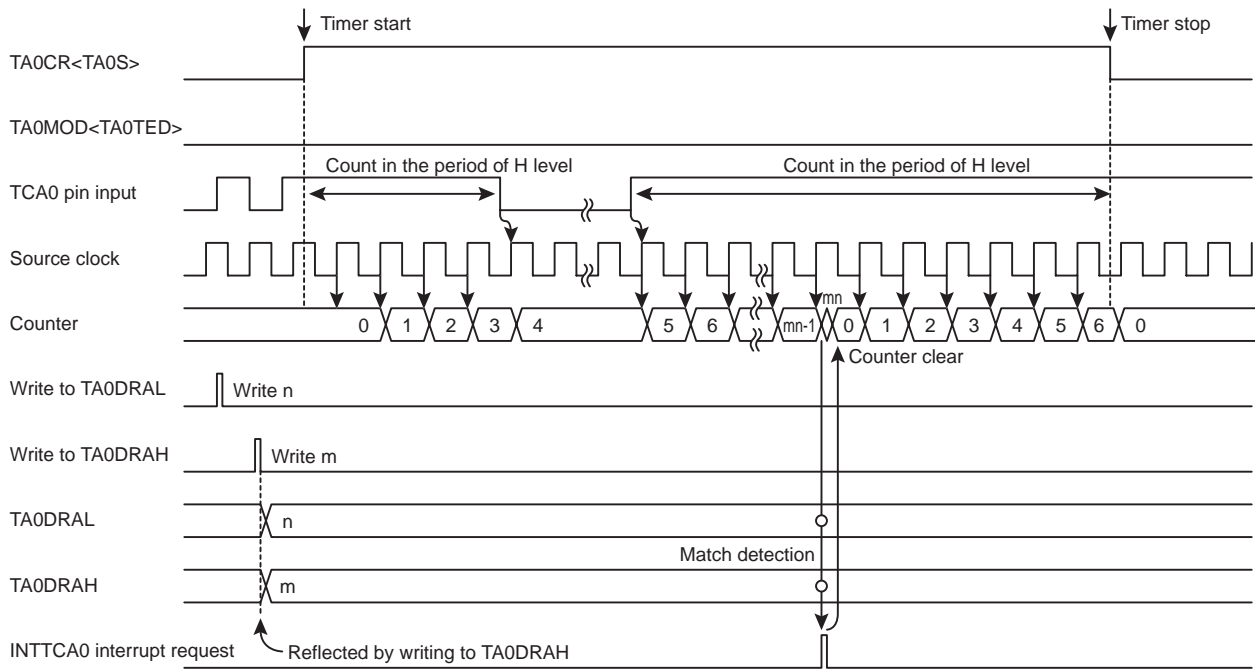 Timer start
Timer stop
TA0CR<TA0S>
TA0MOD<TA0TED>
Count in the period of H level
Count in the period of H level
TCA0 pin input
Source clock
mn
Counter
0 1 2 3 4 5 6 mn-1 0 1 2 3 4 5 6 0
Counter clear
Write to TA0DRAL
Write n
Write to TA0DRAH
Write m
TA0DRAL
n
Match detection
TA0DRAH
m
INTTCA0 interrupt request
Reflected by writing to TA0DRAH